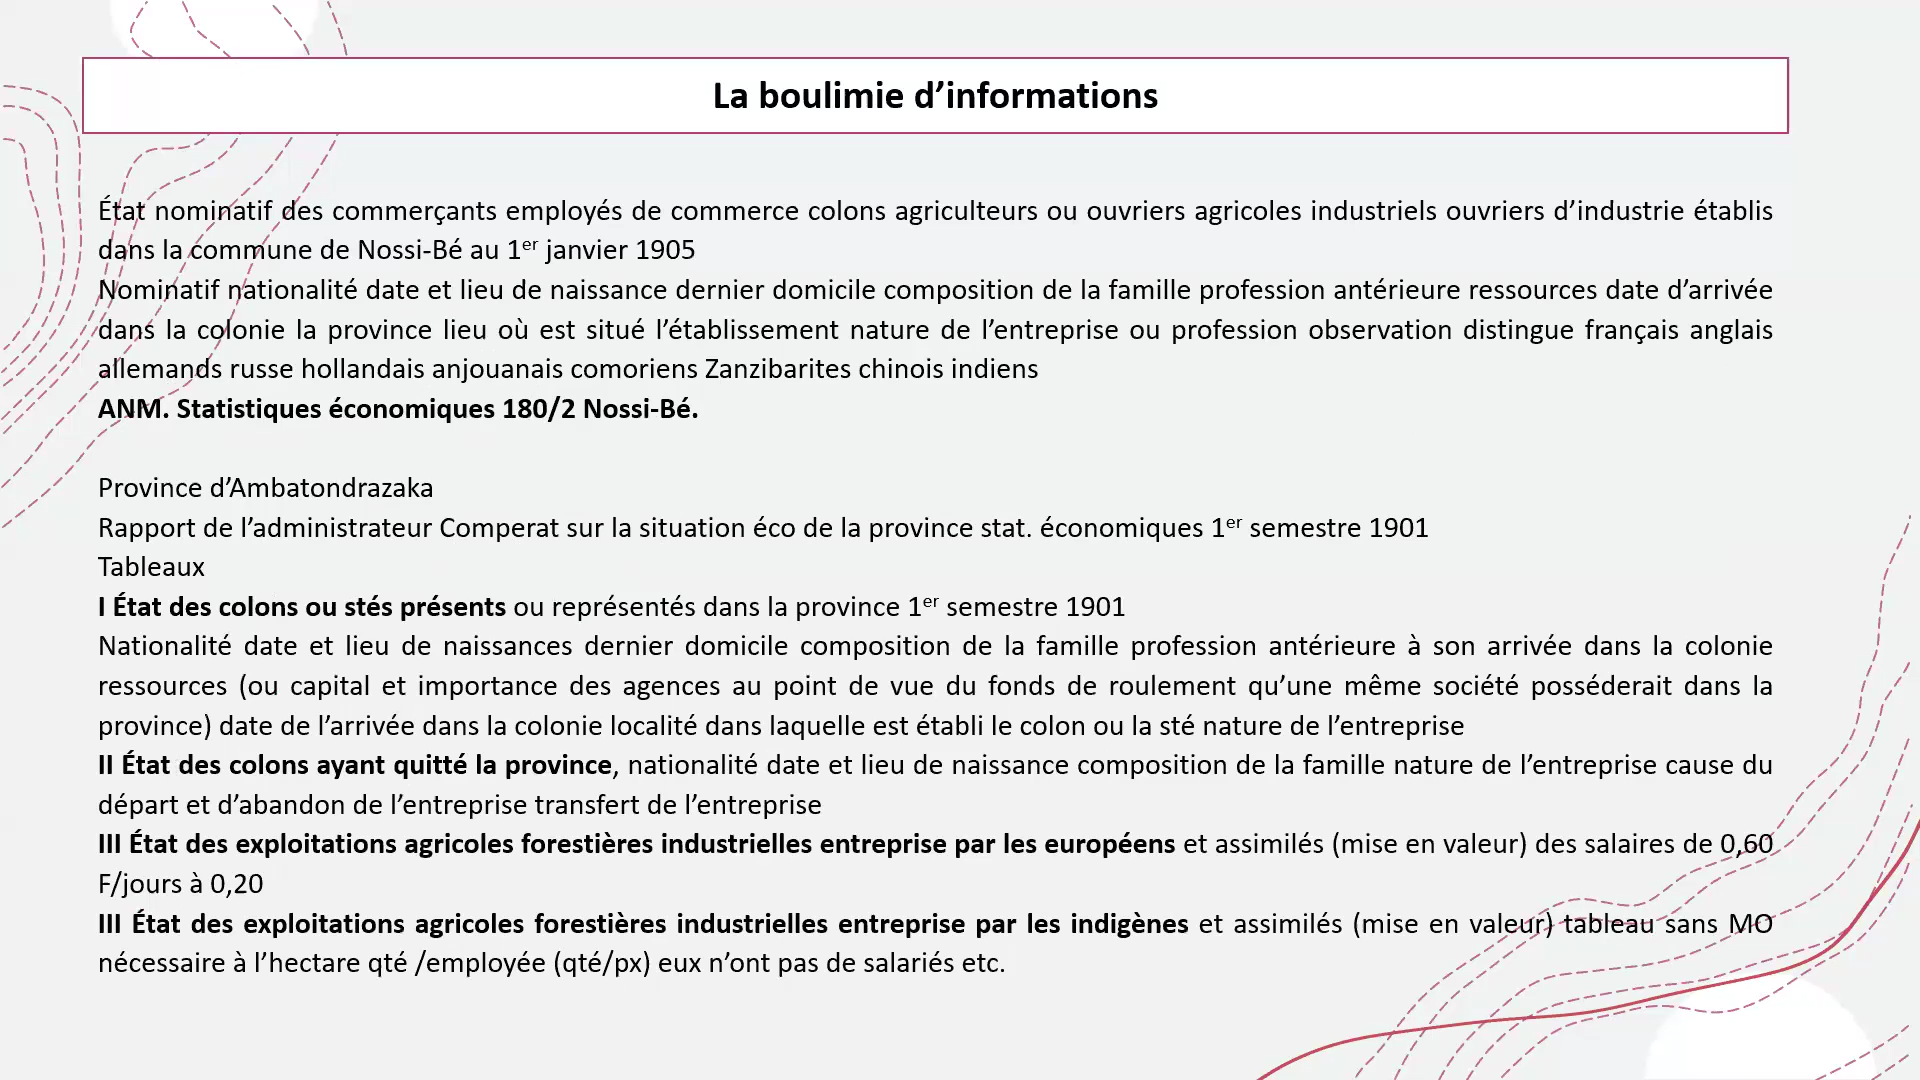 La boulimie d’informations
État nominatif des commerçants employés de commerce colons agriculteurs ou ouvriers agricoles industriels ouvriers d’industrie établis
dans la commune de Nossi-Bé au 1er janvier 1905
Nominatif nationalité date et lieu de naissance dernier domicile composition de la famille profession antérieure ressources date d’arrivée
dans la colonie la province lieu où est situé l’établissement nature de l’entreprise ou profession observation distingue français anglais
allemands russe hollandais anjouanais comoriens Zanzibarites chinois indiens
ANM. Statistiques économiques 180/2 Nossi-Bé.
Province d’Ambatondrazaka
Rapport de l’administrateur Comperat sur la situation éco de la province stat. économiques 1er semestre 1901
Tableaux
I État des colons ou stés présents ou représentés dans la province 1er semestre 1901
Nationalité date et lieu de naissances dernier domicile composition de la famille profession antérieure à son arrivée dans la colonie
ressources (ou capital et importance des agences au point de vue du fonds de roulement qu’une même société posséderait dans la
province) date de l’arrivée dans la colonie localité dans laquelle est établi le colon ou la sté nature de l’entreprise
II État des colons ayant quitté la province, nationalité date et lieu de naissance composition de la famille nature de l’entreprise cause du
départ et d’abandon de l’entreprise transfert de l’entreprise
III État des exploitations agricoles forestières industrielles entreprise par les européens et assimilés (mise en valeur) des salaires de 0,60
F/jours à 0,20
III État des exploitations agricoles forestières industrielles entreprise par les indigènes et assimilés (mise en valeur) tableau sans MO
nécessaire à l’hectare qté /employée (qté/px) eux n’ont pas de salariés etc.